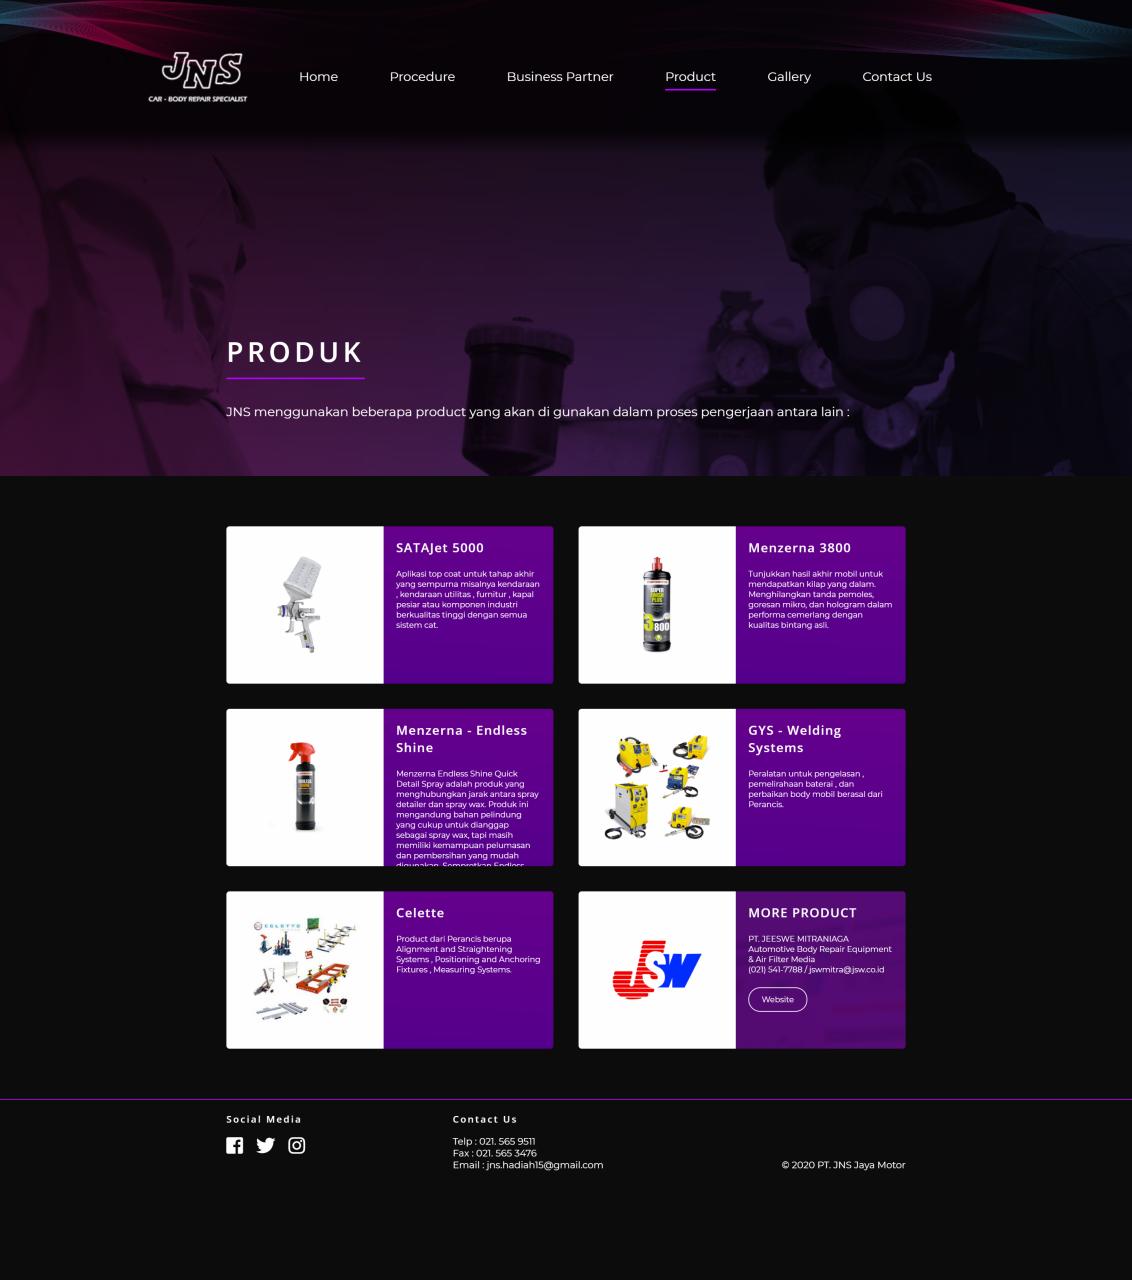 JNS
CAR - BODY REPAIR SPECIALIST
Home
Procedure
Business Partner
Product
Gallery
Contact Us
PRODUK
JNS menggunakan beberapa product yang akan di gunakan dalam proses pengerjaan antara lain :
SATAJet 5000
Aplikasi top coat untuk tahap akhir
yang sempurna misalnya kendaraan
, kendaraan utilitas , furnitur , kapal
pesiar atau komponen industri
berkualitas tinggi dengan semua
sistem cat.
SUPER
FINISH
PLUS
3800
Menzerna 3800
Tunjukkan hasil akhir mobil untuk
mendapatkan kilap yang dalam.
Menghilangkan tanda pemoles,
goresan mikro, dan hologram dalam
performa cemerlang dengan
kualitas bintang asli.
Menzerna - Endless
Shine
Menzerna Endless Shine Quick
Detail Spray adalah produk yang
menghubungkan jarak antara spray
detailer dan spray wax. Produk ini
mengandung bahan pelindung
yang cukup untuk dianggap
sebagai spray wax, tapi masih
memiliki kemampuan pelumasan
dan pembersihan yang mudah
digunakan. Semprotkan Endless
GYS - Welding
Systems
Peralatan untuk pengelasan ,
pemelirahaan baterai , dan
perbaikan body mobil berasal dari
Perancis.
CELETTE
Celette
Product dari Perancis berupa
Alignment and Straightening
Systems , Positioning and Anchoring
Fixtures , Measuring Systems.
JSW
MORE PRODUCT
PT. JEESWE MITRANIAGA
Automotive Body Repair Equipment
& Air Filter Media
(021) 541-7788 / jswmitra@jsw.co.id
Website
Social Media
Contact Us
Telp : 021. 565 9511
Fax : 021. 565 3476
Email : jns.hadiah15@gmail.com
© 2020 PT. JNS Jaya Motor